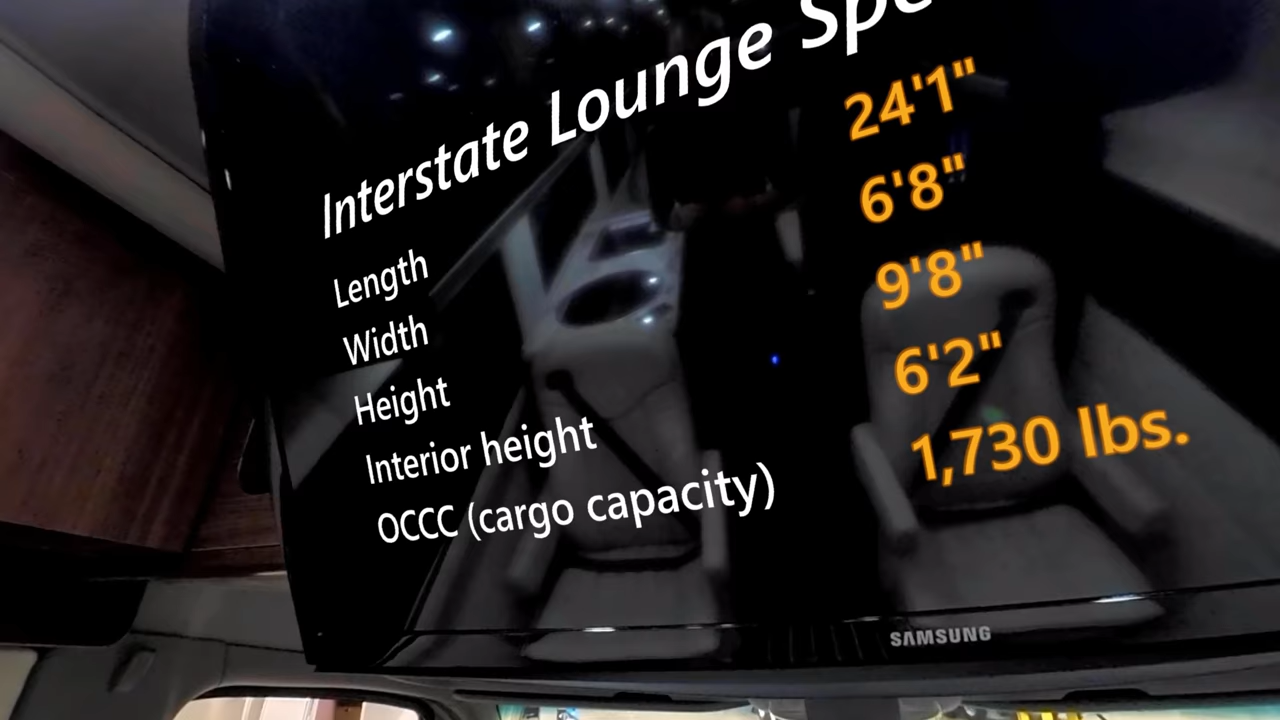 Interstate Lounge
Length 24'1"
Width 6'8"
Height 9'8"
Interior height 6'2"
OCCC (cargo capacity) 1,730 lbs.
SAMSUNG